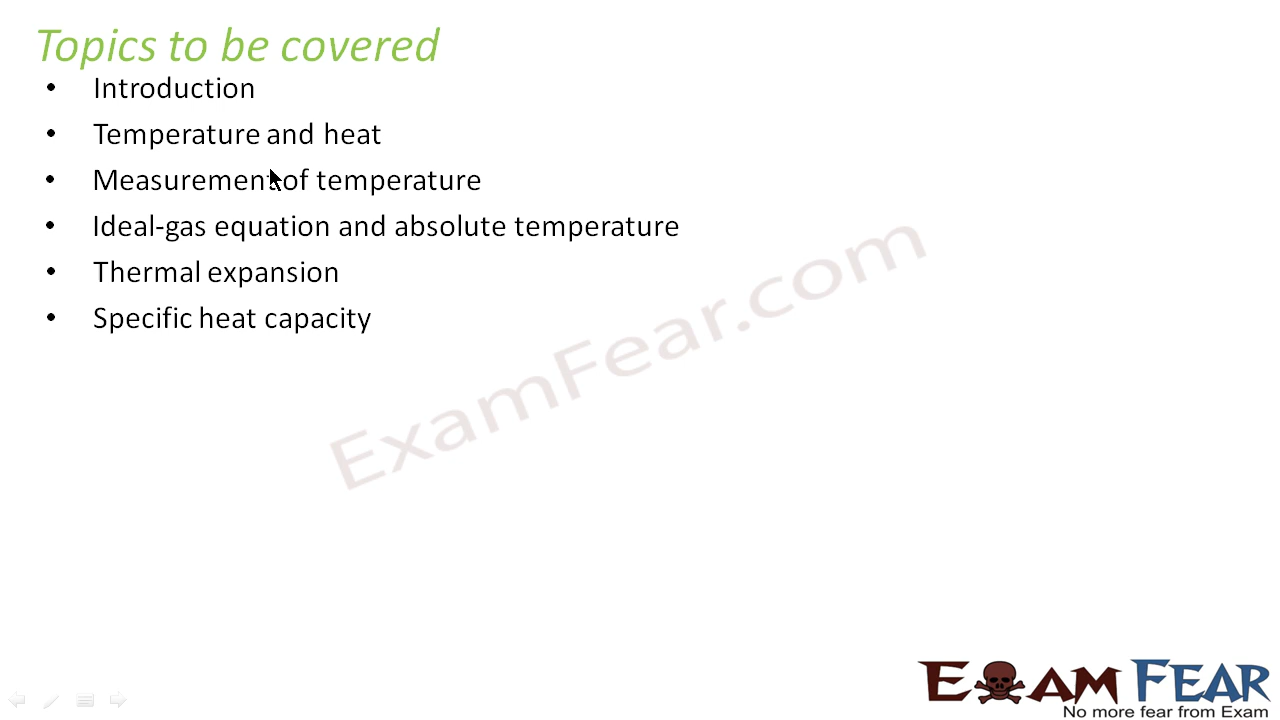 Topics to be covered
• Introduction
• Temperature and heat
• Measurement of temperature
• Ideal-gas equation and absolute temperature
• Thermal expansion
• Specific heat capacity
ExamFear.com
EXAM FEAR
No more fear from Exam